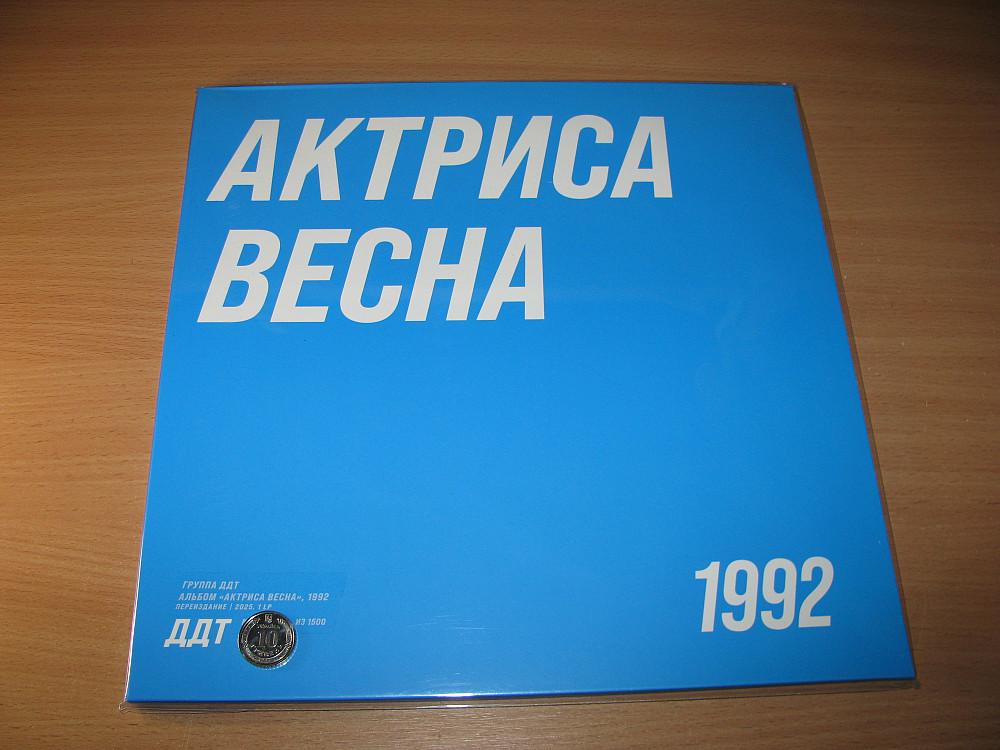 АКТРИСА
ВЕСНА
1992
ГРУППА ДДТ
АЛЬБОМ «АКТРИСА ВЕСНА», 1992
ПЕРЕИЗДАНИЕ | 2025. 1 LP
ДДТ
ИЗ 1500
10